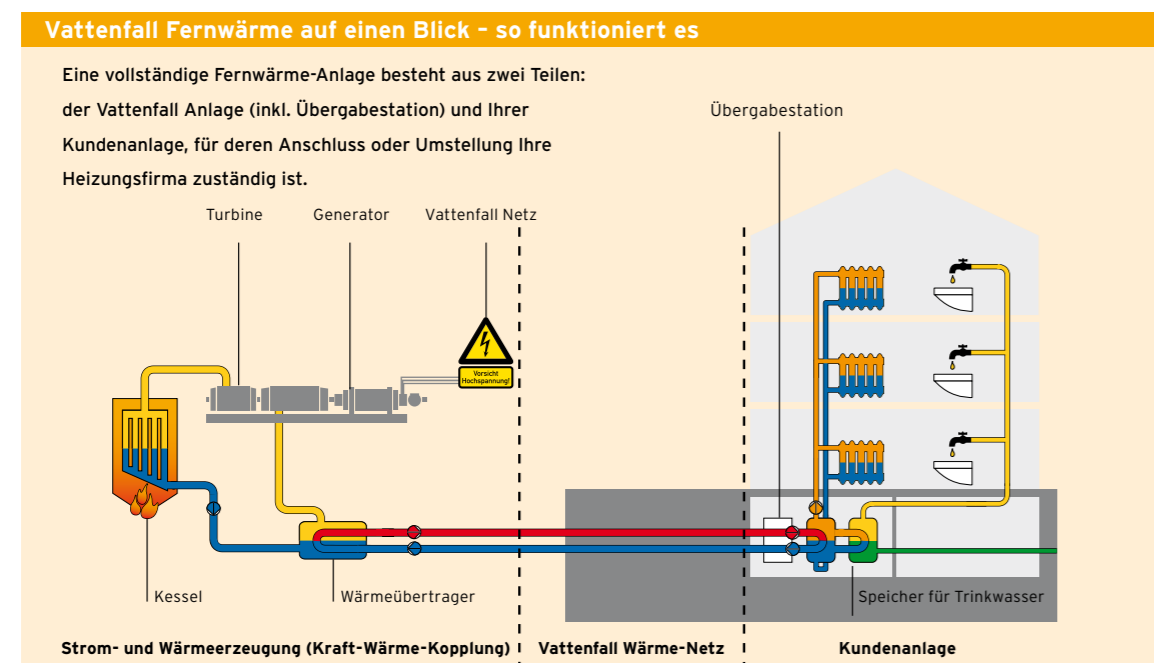 Vattenfall Fernwärme auf einen Blick – so funktioniert es
Eine vollständige Fernwärme-Anlage besteht aus zwei Teilen:
der Vattenfall Anlage (inkl. Übergabestation) und Ihrer
Kundenanlage, für deren Anschluss oder Umstellung Ihre
Heizungsfirma zuständig ist.
Übergabestation
Turbine
Generator
Vattenfall Netz
Vorsicht
Hochspannung!
Kessel
Wärmeübertrager
Speicher für Trinkwasser
Strom- und Wärmeerzeugung (Kraft-Wärme-Kopplung)
Vattenfall Wärme-Netz
Kundenanlage